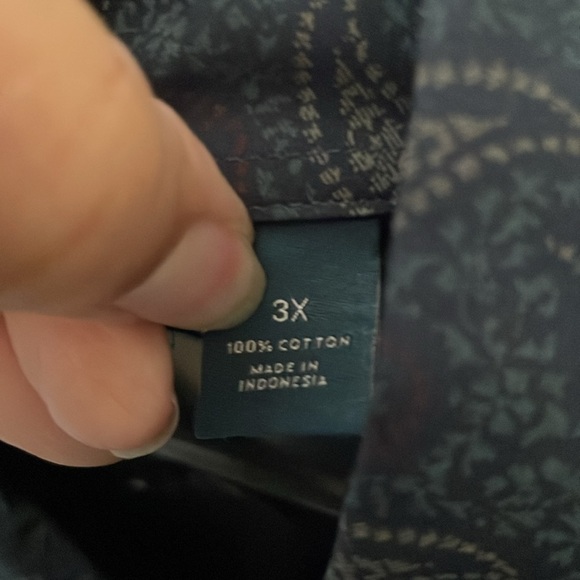 3X
100% COTTON
MADE IN
INDONESIA